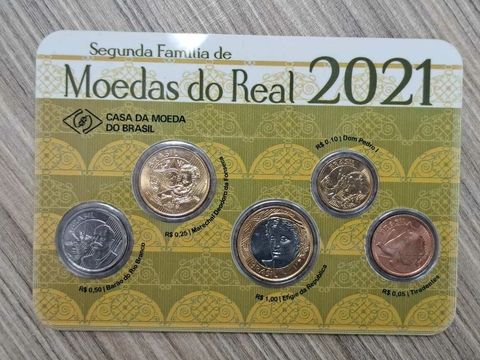 Segunda Família de
Moedas do Real 2021
CASA DA MOEDA
DO BRASIL
R$ 0,50 | Barão do Rio Branco
R$ 0,25 | Marechal Deodoro da Fonseca
R$ 1,00 | Efígie da República
R$ 0,10 | Dom Pedro I
R$ 0,05 | Tiradentes
BRASIL